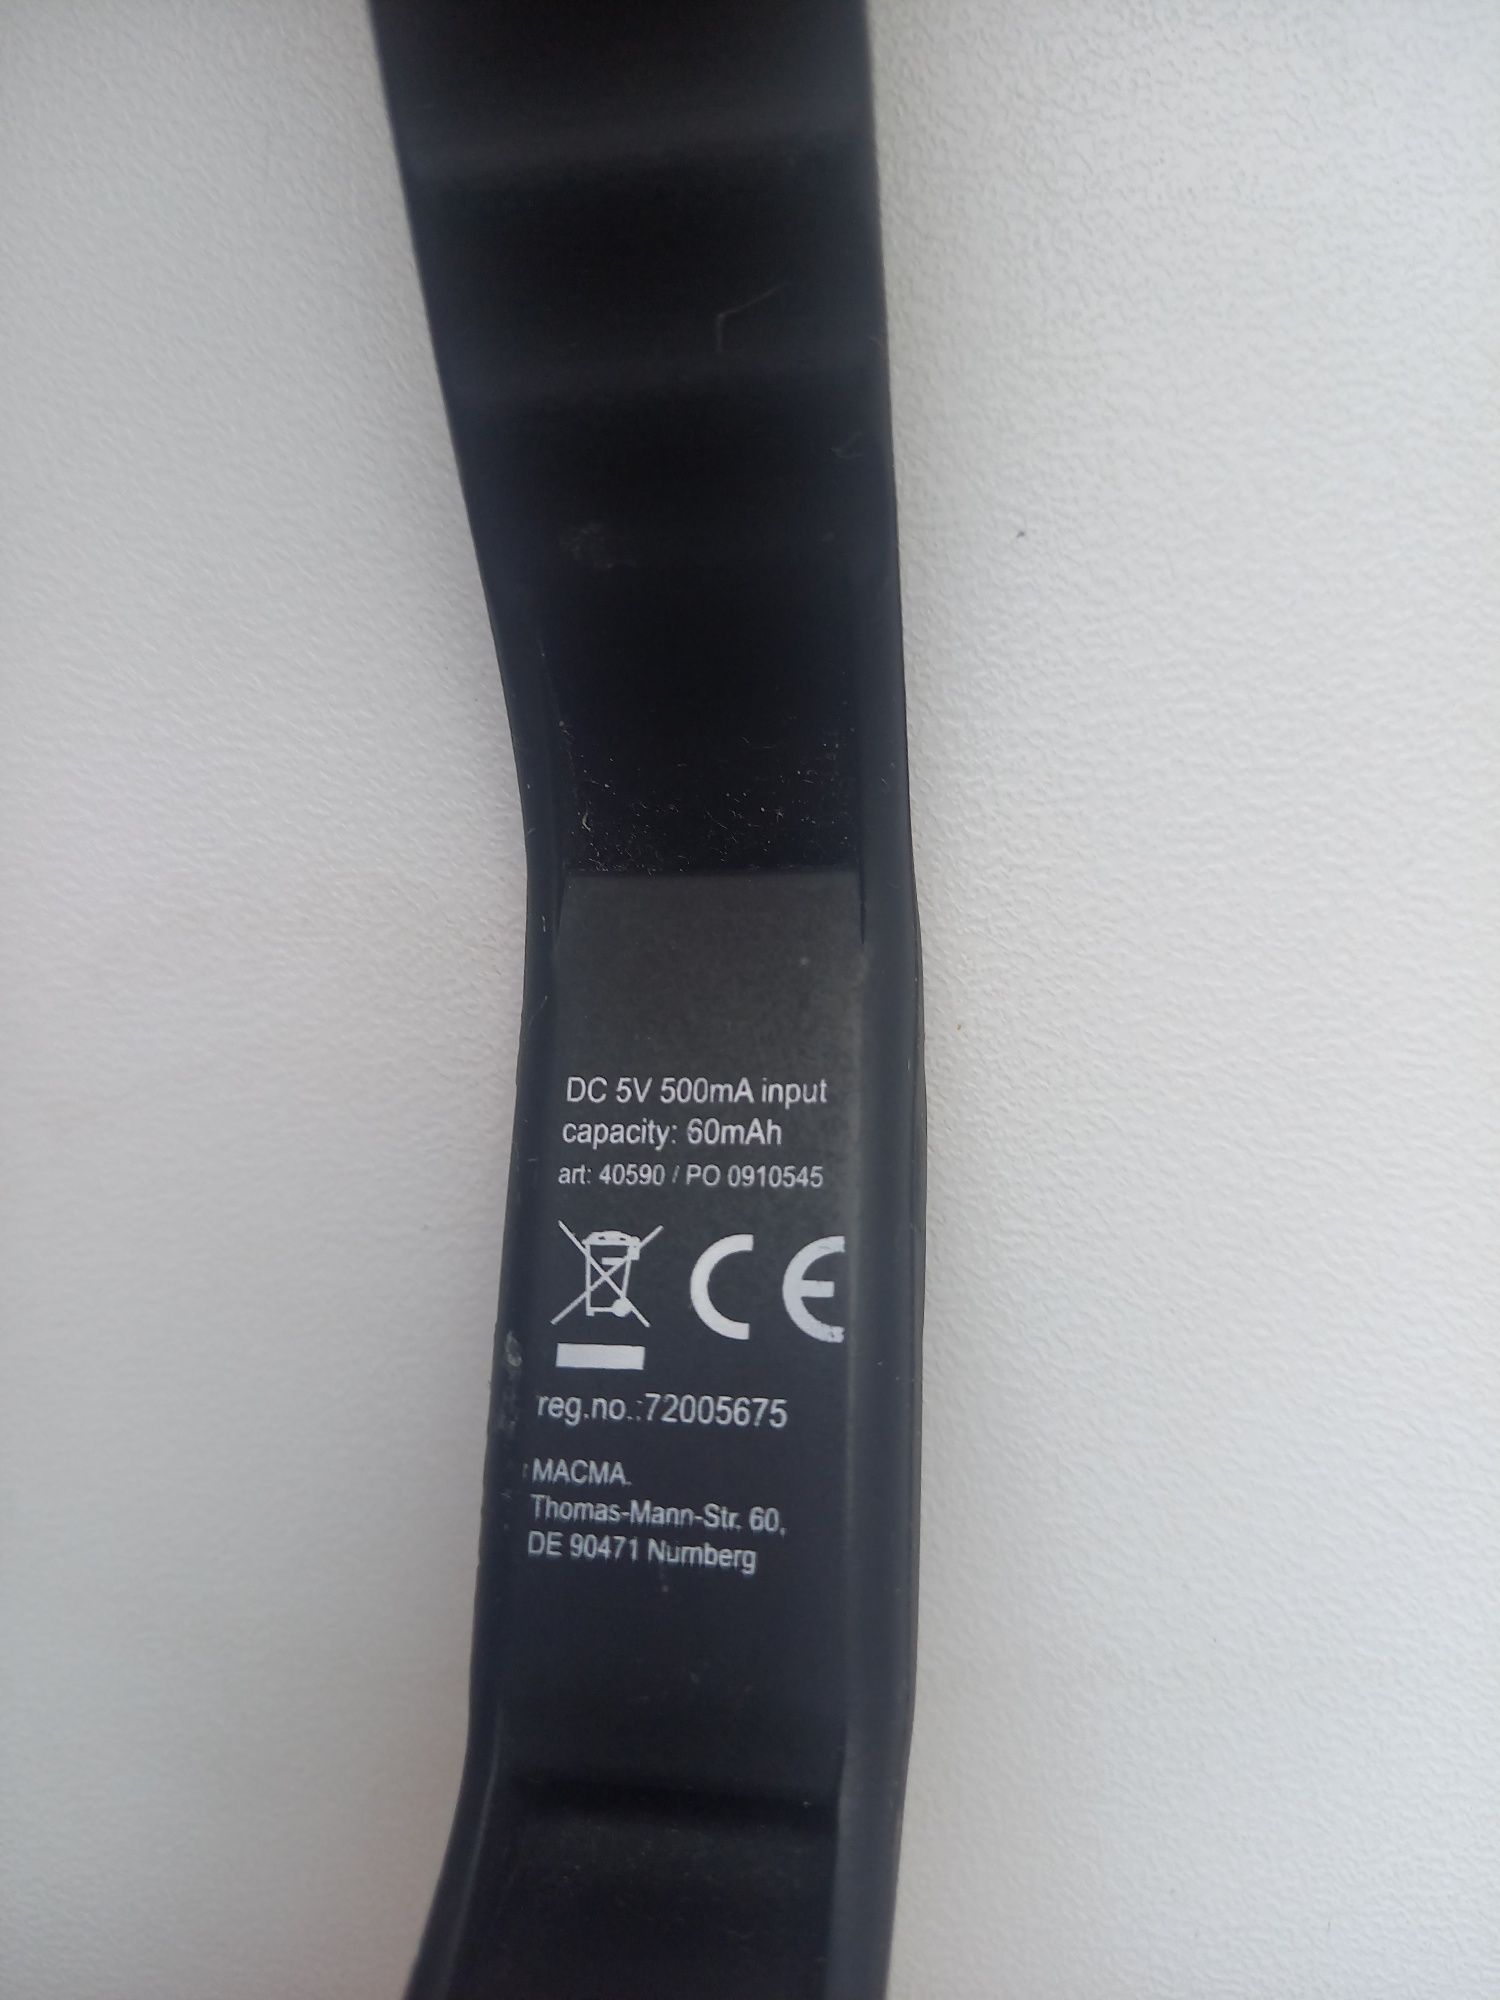 DC 5V 500mA input
capacity: 60mAh
art: 40590 / PO 0910545
CE
reg.no.:72005675
MACMA
Thomas-Mann-Str. 60,
DE 90471 Nurnberg